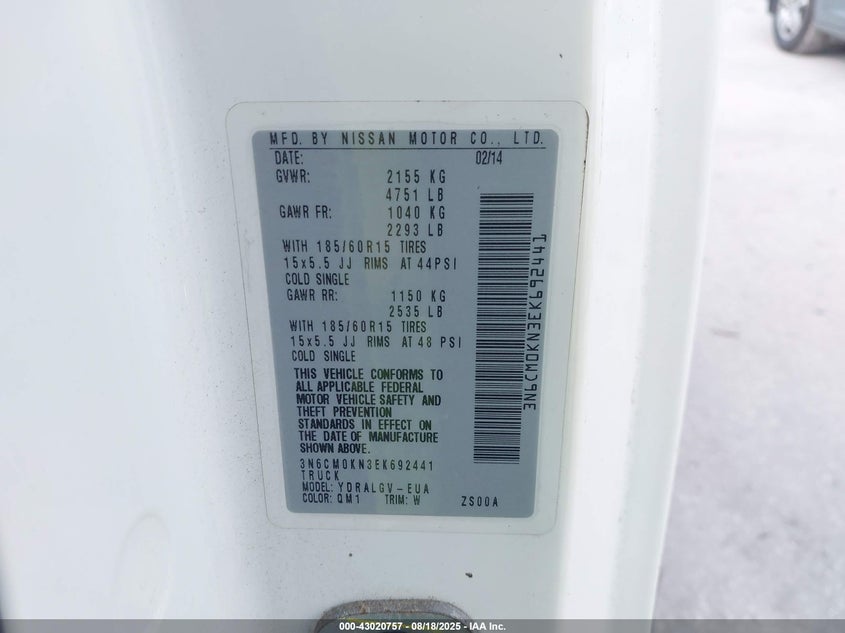 MFD. BY NISSAN MOTOR CO., LTD.
DATE: 02/14
GVWR: 2155 KG
4751 LB
GAWR FR: 1040 KG
2293 LB
WITH 185/60R15 TIRES
15x5.5 JJ RIMS AT 44PSI
COLD SINGLE
GAWR RR: 1150 KG
2535 LB
WITH 185/60R15 TIRES
15x5.5 JJ RIMS AT 48 PSI
COLD SINGLE
THIS VEHICLE CONFORMS TO
ALL APPLICABLE FEDERAL
MOTOR VEHICLE SAFETY AND
THEFT PREVENTION
STANDARDS IN EFFECT ON
THE DATE OF MANUFACTURE
SHOWN ABOVE.
3N6CM0KN3EK692441
TRUCK
MODEL: YDRALGV-EUA
COLOR: QM1 TRIM: W ZS00A
3N6CM0KN3EK692441
000-43020757 - 08/18/2025 - IAA Inc.